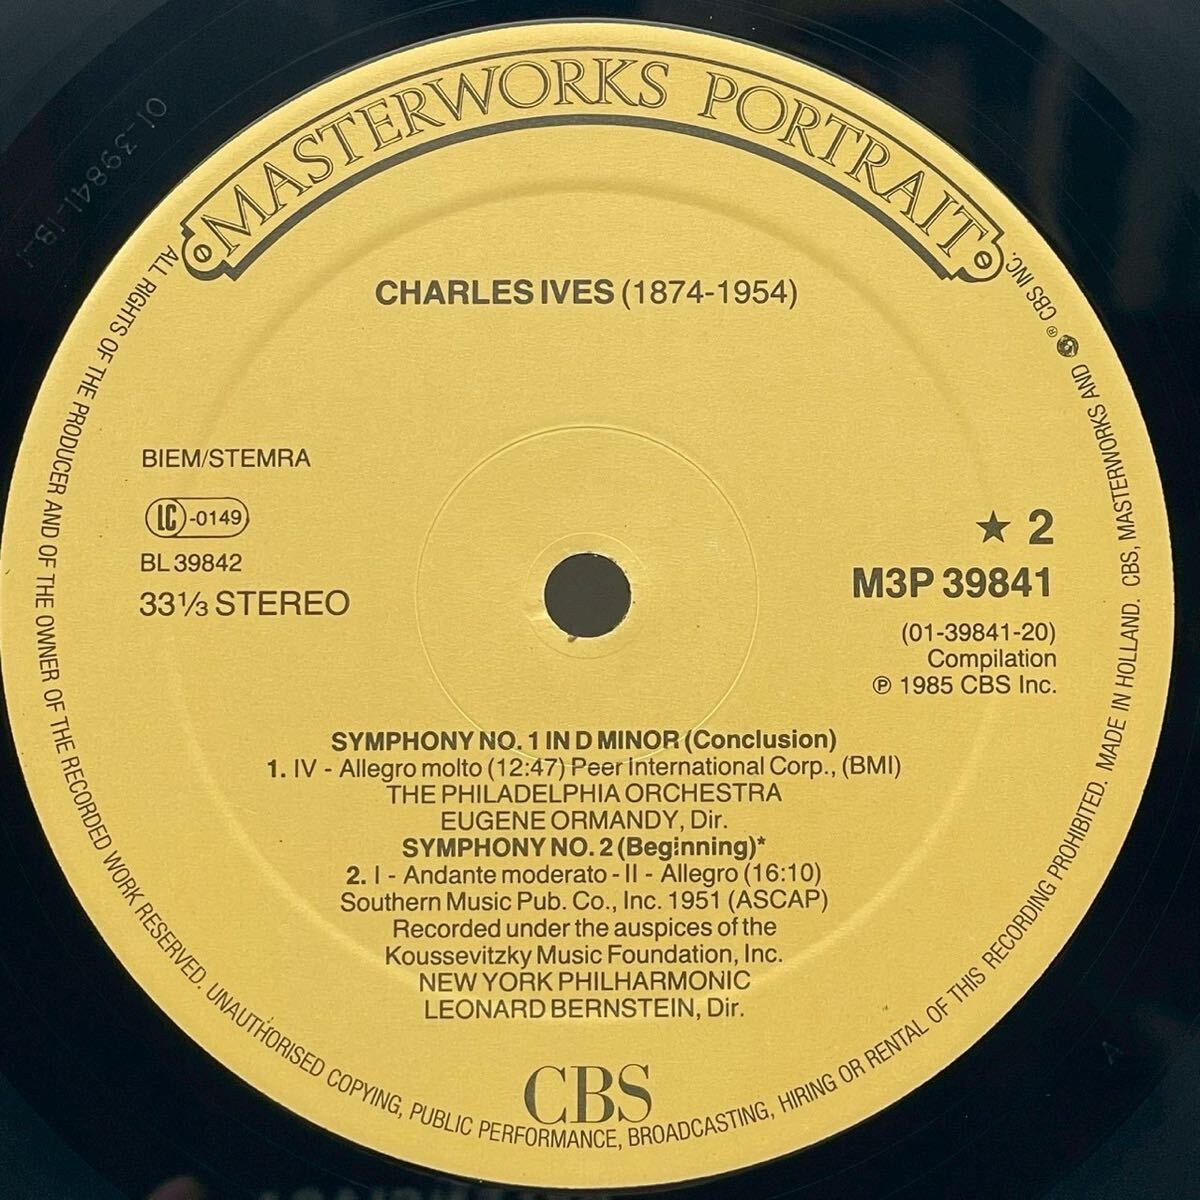 MASTERWORKS PORTRAIT
CHARLES IVES (1874-1954)
BIEM/STEMRA
LC-0149
BL 39842
33⅓ STEREO
★ 2
M3P 39841
(01-39841-20)
Compilation
℗ 1985 CBS Inc.
SYMPHONY NO. 1 IN D MINOR (Conclusion)
1. IV - Allegro molto (12:47) Peer International Corp., (BMI)
THE PHILADELPHIA ORCHESTRA
EUGENE ORMANDY, Dir.
SYMPHONY NO. 2 (Beginning)*
2. I - Andante moderato - II - Allegro (16:10)
Southern Music Pub. Co., Inc. 1951 (ASCAP)
Recorded under the auspices of the
Koussevitzky Music Foundation, Inc.
NEW YORK PHILHARMONIC
LEONARD BERNSTEIN, Dir.
CBS
ALL RIGHTS OF THE PRODUCER AND OF THE OWNER OF THE RECORDED WORK RESERVED. UNAUTHORISED COPYING, PUBLIC PERFORMANCE, BROADCASTING, HIRING OR RENTAL OF THIS RECORDING PROHIBITED. MADE IN HOLLAND. CBS, MASTERWORKS AND ® CBS INC.